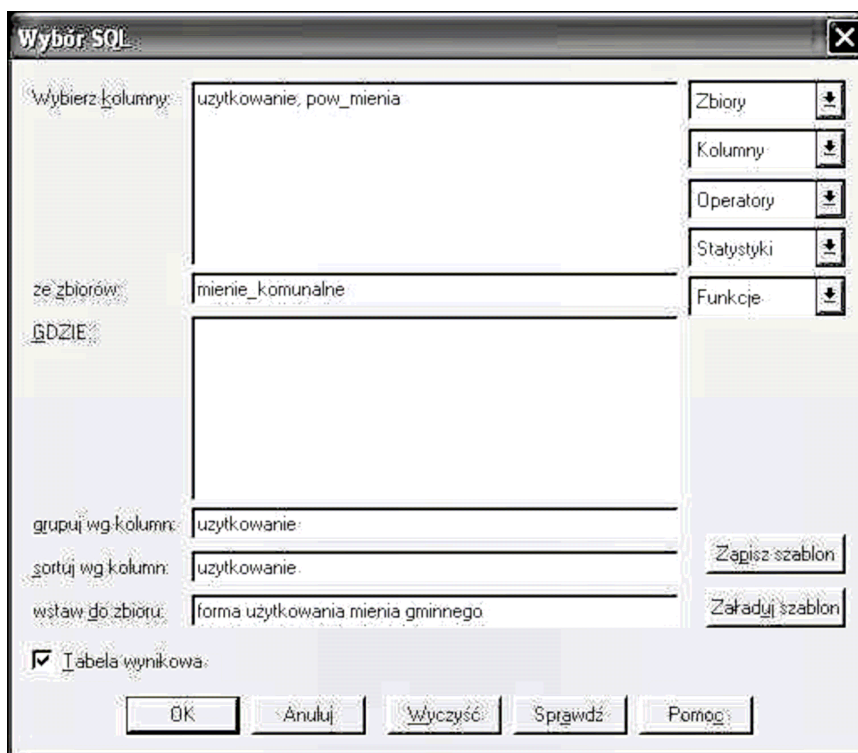 Wybór SQL
Wybierz kolumny: uzytkowanie, pow_mienia
Zbiory
Kolumny
Operatory
Statystyki
Funkcje
ze zbiorów: mienie_komunalne
GDZIE
grupuj wg kolumn: uzytkowanie
sortuj wg kolumn: uzytkowanie
wstaw do zbioru: forma użytkowania mienia gminnego
Zapisz szablon
Załaduj szablon
Tabela wynikowa
OK Anuluj Wyczyść Sprawdź Pomoc